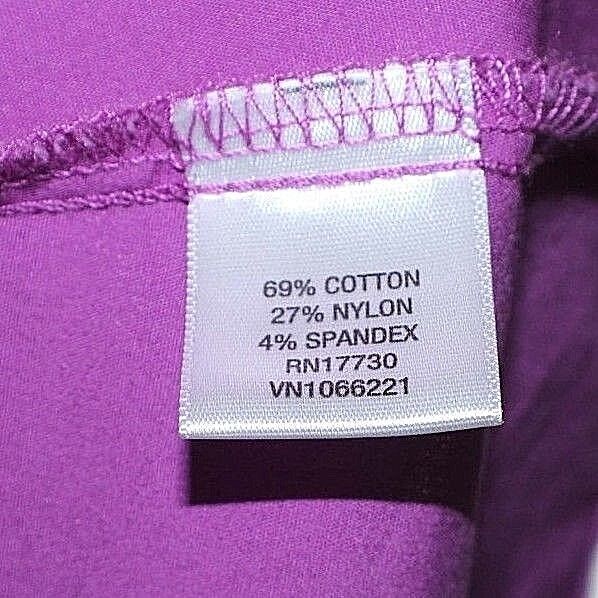 69% COTTON
27% NYLON
4% SPANDEX
RN17730
VN1066221